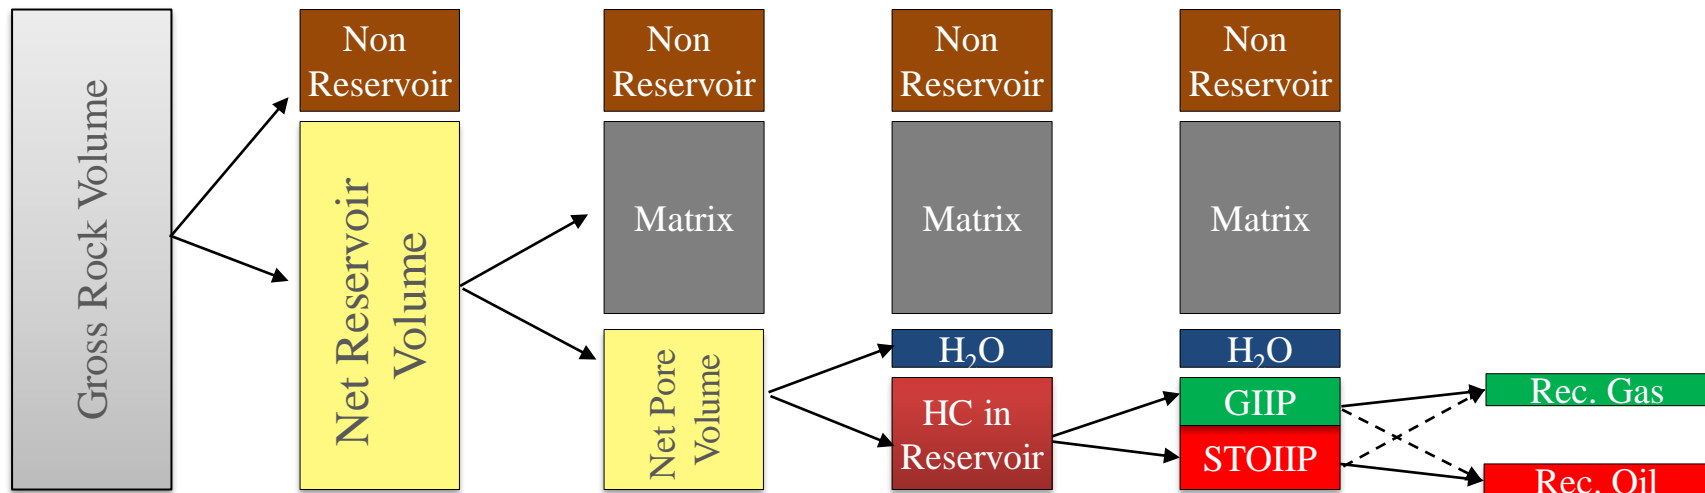 Gross Rock Volume
Non
Reservoir
Net Reservoir
Volume
Non
Reservoir
Matrix
Net Pore
Volume
Non
Reservoir
Matrix
H₂O
HC in
Reservoir
Non
Reservoir
Matrix
H₂O
GIIP
STOIIP
Rec. Gas
Rec. Oil